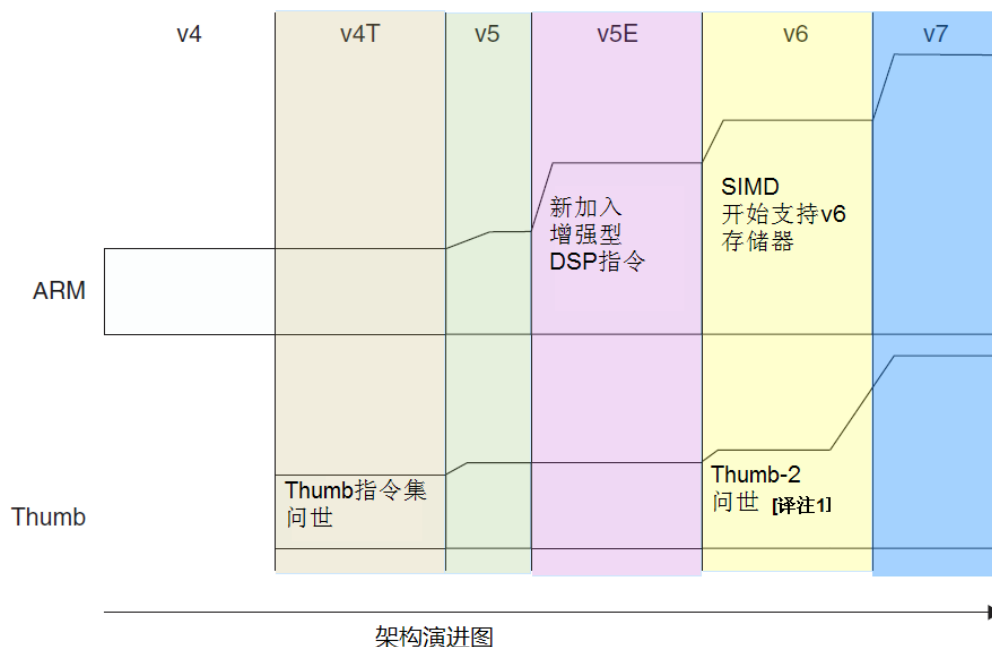 v4 v4T v5 v5E v6 v7
新加入
增强型
DSP指令
SIMD
开始支持v6
存储器
ARM
Thumb指令集
问世
Thumb-2
问世 [译注1]
Thumb
架构演进图